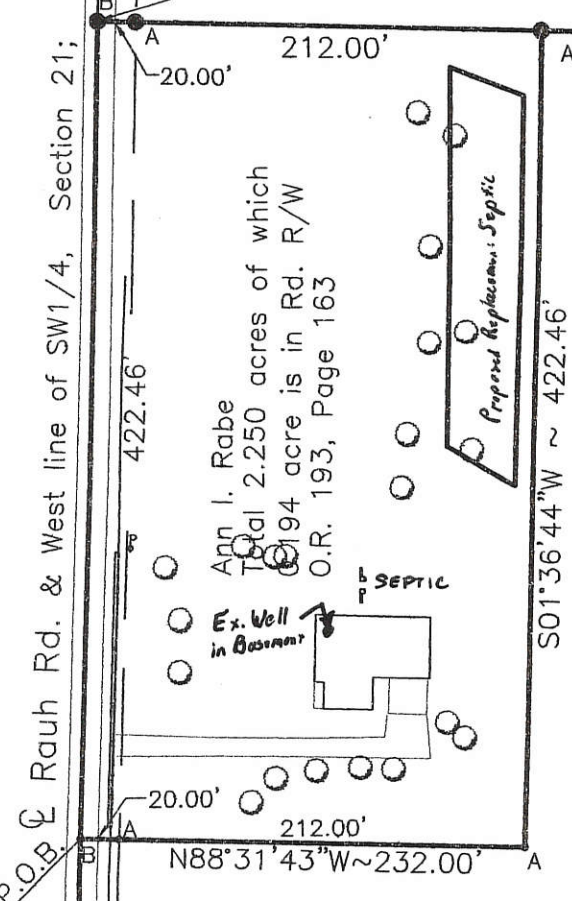 B
A
A
20.00'
212.00'
℄ Rauh Rd. & West line of SW1/4, Section 21;
422.46'
Ann I. Rabe
Total 2.250 acres of which
0.194 acre is in Rd. R/W
O.R. 193, Page 163
Proposed Replacement Septic
S01°36'44"W ~ 422.46'
SEPTIC
Ex. Well
in Basement
20.00'
212.00'
B
A
A
N88°31'43"W~232.00'
P.O.B.